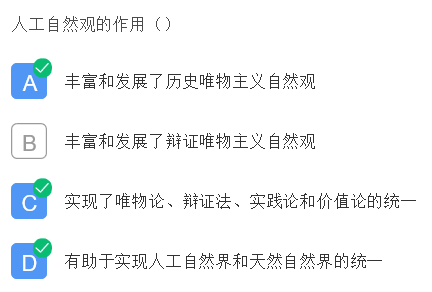 人工自然观的作用（）
A 丰富和发展了历史唯物主义自然观
B 丰富和发展了辩证唯物主义自然观
C 实现了唯物论、辩证法、实践论和价值论的统一
D 有助于实现人工自然界和天然自然界的统一